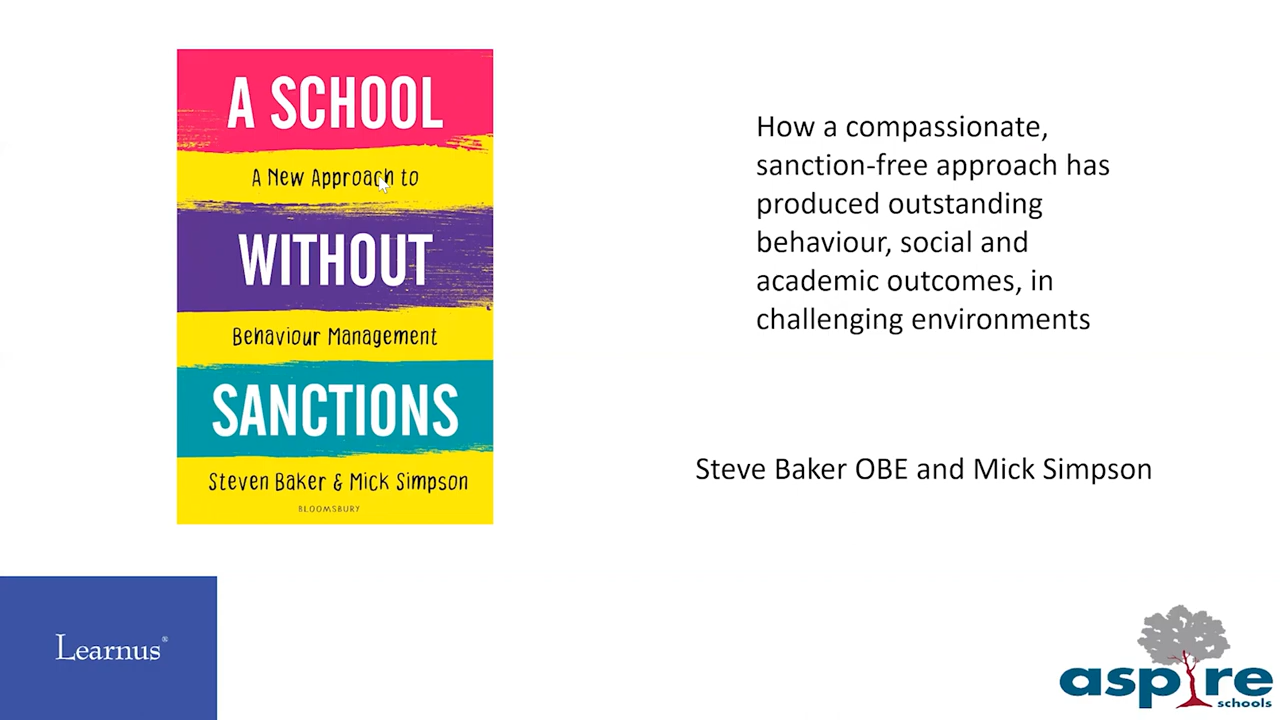 A SCHOOL
A New Approach to
WITHOUT
Behaviour Management
SANCTIONS
Steven Baker & Mick Simpson
BLOOMSBURY
How a compassionate,
sanction-free approach has
produced outstanding
behaviour, social and
academic outcomes, in
challenging environments
Steve Baker OBE and Mick Simpson
Learnus®
aspire
schools